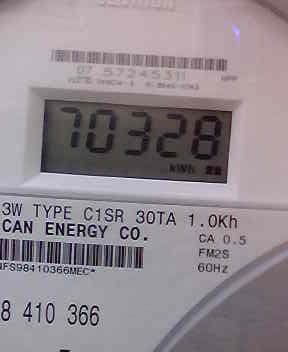 07 57245311
70328
kWh
3W TYPE C1SR 30TA 1.0Kh
CAN ENERGY CO.
CA 0.5
FM2S
NFS98410366MEC*
60Hz
8 410 366